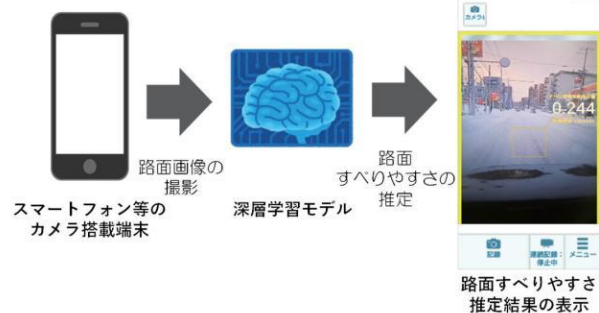 カメラ
0.244
路面画像の
撮影
路面
すべりやすさの
推定
スマートフォン等の
カメラ搭載端末
深層学習モデル
記録
連続記録：
停止中
メニュー
路面すべりやすさ
推定結果の表示